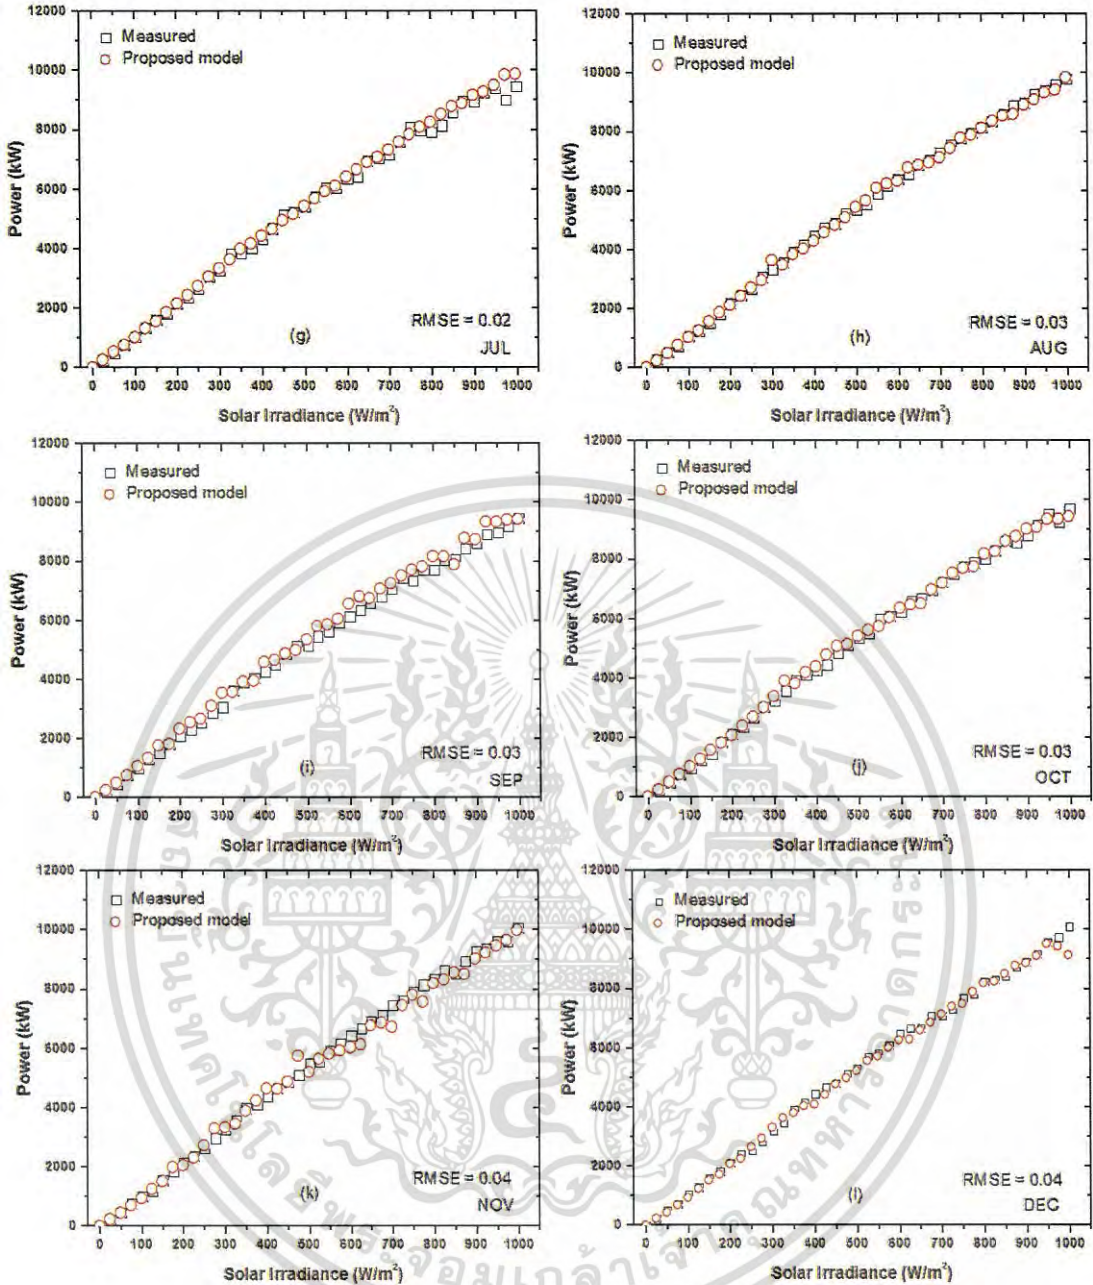 12000
10000
8000
6000
4000
2000
0
Power (kW)
Measured
Proposed model
(g)
RMSE = 0.02
JUL
0 100 200 300 400 500 600 700 800 900 1000
Solar Irradiance (W/m²)
12000
10000
8000
6000
4000
2000
0
Power (kW)
Measured
Proposed model
(h)
RMSE = 0.03
AUG
0 100 200 300 400 500 600 700 800 900 1000
Solar Irradiance (W/m²)
12000
10000
8000
6000
4000
2000
0
Power (kW)
Measured
Proposed model
(i)
RMSE = 0.03
SEP
0 100 200 300 400 500 600 700 800 900 1000
Solar Irradiance (W/m²)
12000
10000
8000
6000
4000
2000
0
Power (kW)
Measured
Proposed model
(j)
RMSE = 0.03
OCT
0 100 200 300 400 500 600 700 800 900 1000
Solar Irradiance (W/m²)
12000
10000
8000
6000
4000
2000
0
Power (kW)
Measured
Proposed model
(k)
RMSE = 0.04
NOV
0 100 200 300 400 500 600 700 800 900 1000
Solar Irradiance (W/m²)
12000
10000
8000
6000
4000
2000
0
Power (kW)
Measured
Proposed model
(l)
RMSE = 0.04
DEC
0 100 200 300 400 500 600 700 800 900 1000
Solar Irradiance (W/m²)